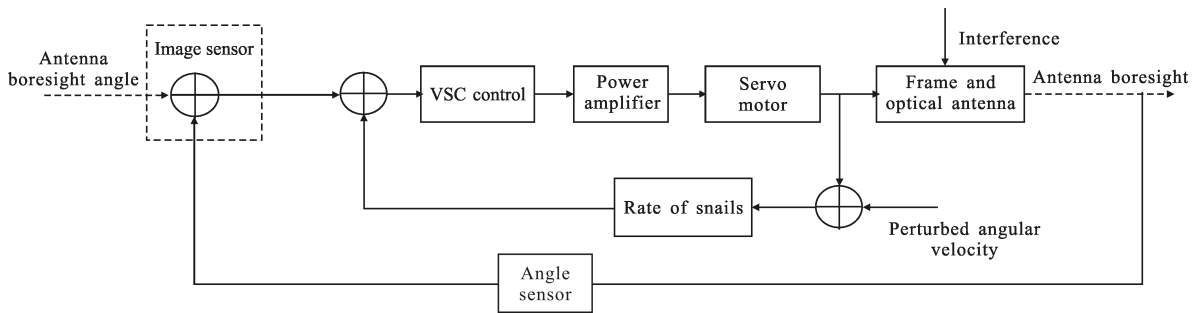 Antenna
boresight angle
Image sensor
VSC control
Power
amplifier
Servo
motor
Interference
Frame and
optical antenna
Antenna boresight
Rate of snails
Perturbed angular
velocity
Angle
sensor